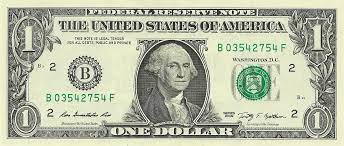 FEDERAL RESERVE NOTE
1 THE UNITED STATES OF AMERICA 1
THIS NOTE IS LEGAL TENDER
FOR ALL DEBTS, PUBLIC AND PRIVATE
B 03542754 F
WASHINGTON, D.C.
2 2
B
B 03542754 F
2 2
SERIES
1 ONE DOLLAR 1